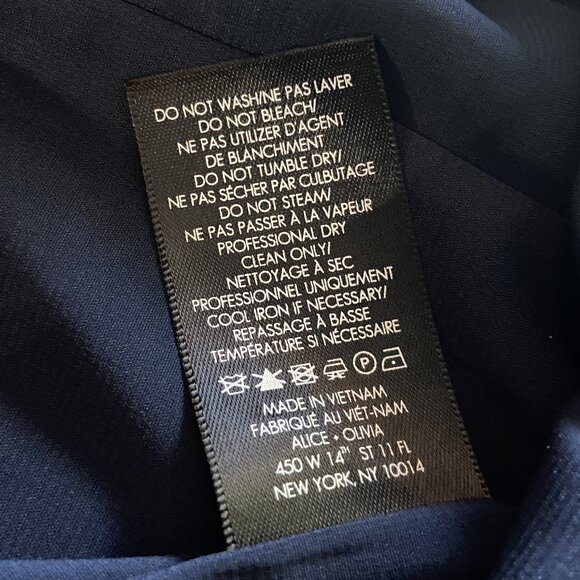 DO NOT WASH/NE PAS LAVER
DO NOT BLEACH/
NE PAS UTILIZER D'AGENT
DE BLANCHIMENT
DO NOT TUMBLE DRY/
NE PAS SÉCHER PAR CULBUTAGE
DO NOT STEAM/
NE PAS PASSER À LA VAPEUR
PROFESSIONAL DRY
CLEAN ONLY/
NETTOYAGE À SEC
PROFESSIONEL UNIQUEMENT
COOL IRON IF NECESSARY/
REPASSAGE À BASSE
TEMPÉRATURE SI NÉCESSAIRE
P
MADE IN VIETNAM
FABRIQUÉ AU VIÊT-NAM
ALICE + OLIVIA
450 W 14TH ST 11 FL
NEW YORK, NY 10014